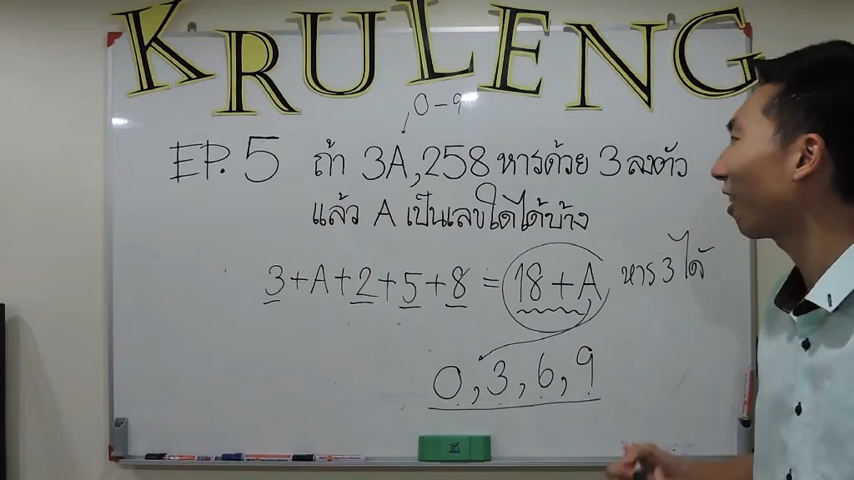 KRULENG
0-9
EP. 5 ถ้า 3A,258 หารด้วย 3 ลงตัว
แล้ว A เป็นเลขใดได้บ้าง
3+A+2+5+8 = 18+A หาร 3 ได้
0,3,6,9